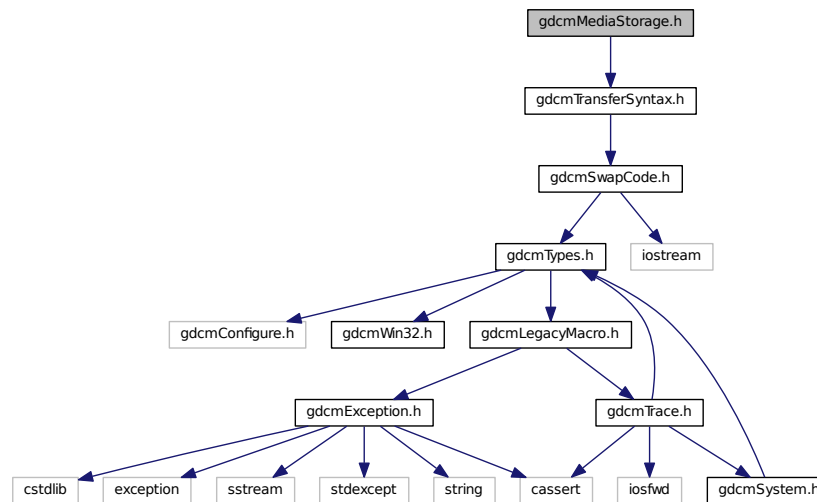 gdcmMediaStorage.h
gdcmTransferSyntax.h
gdcmSwapCode.h
gdcmTypes.h
iostream
gdcmConfigure.h
gdcmWin32.h
gdcmLegacyMacro.h
gdcmException.h
gdcmTrace.h
cstdlib
exception
sstream
stdexcept
string
cassert
iosfwd
gdcmSystem.h